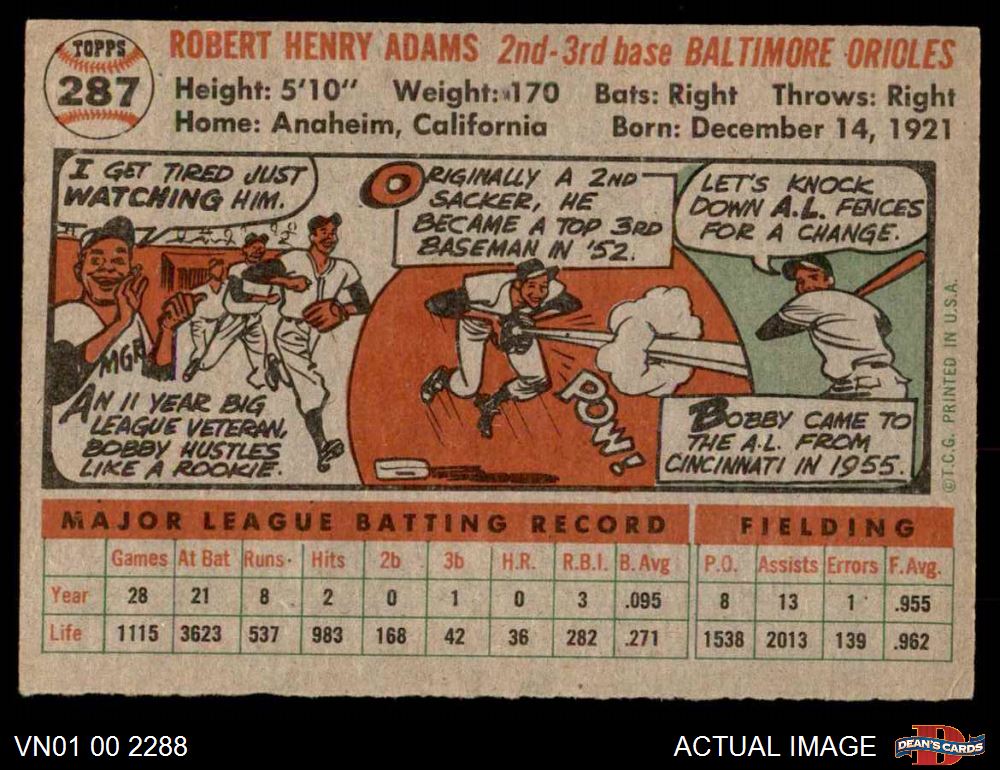 TOPPS
287
ROBERT HENRY ADAMS 2nd-3rd base BALTIMORE ORIOLES
Height: 5'10" Weight: 170 Bats: Right Throws: Right
Home: Anaheim, California Born: December 14, 1921
I GET TIRED JUST
WATCHING HIM.
MGR
AN 11 YEAR BIG
LEAGUE VETERAN,
BOBBY HUSTLES
LIKE A ROOKIE.
ORIGINALLY A 2ND
SACKER, HE
BECAME A TOP 3RD
BASEMAN IN '52.
POW!
LET'S KNOCK
DOWN A.L. FENCES
FOR A CHANGE.
BOBBY CAME TO
THE A.L. FROM
CINCINNATI IN 1955.
©T.C.G. PRINTED IN U.S.A.
MAJOR LEAGUE BATTING RECORD FIELDING
Games At Bat Runs Hits 2b 3b H.R. R.B.I. B. Avg P.O. Assists Errors F. Avg.
Year 28 21 8 2 0 1 0 3 .095 8 13 1 .955
Life 1115 3623 537 983 168 42 36 282 .271 1538 2013 139 .962
VN01 00 2288 ACTUAL IMAGE
DEAN'S CARDS